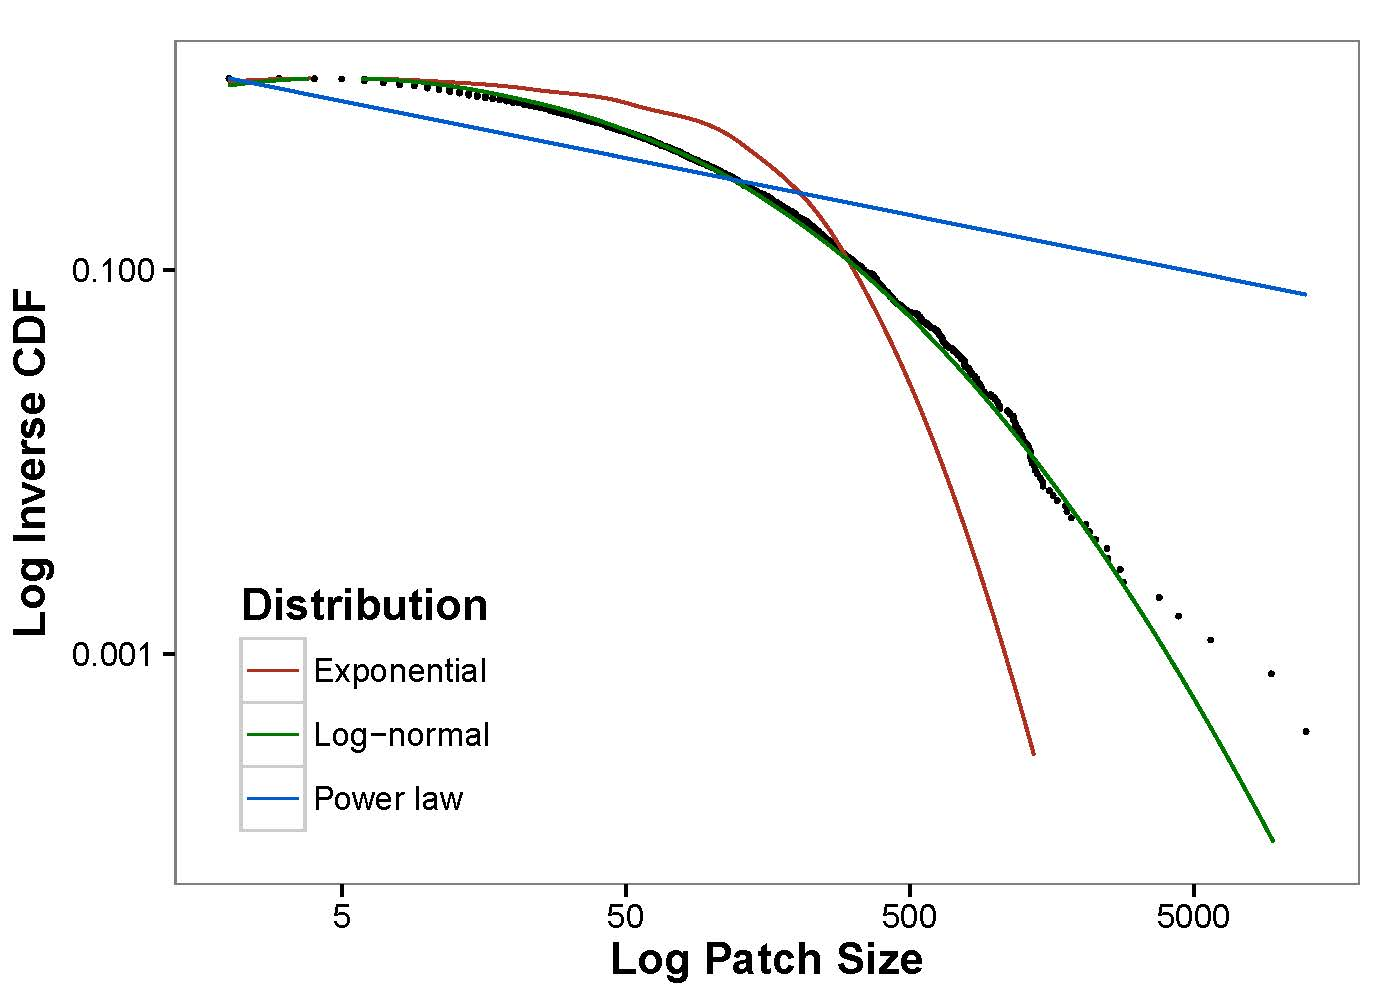 Log Inverse CDF
0.100
0.001
Distribution
Exponential
Log−normal
Power law
5
50
500
5000
Log Patch Size